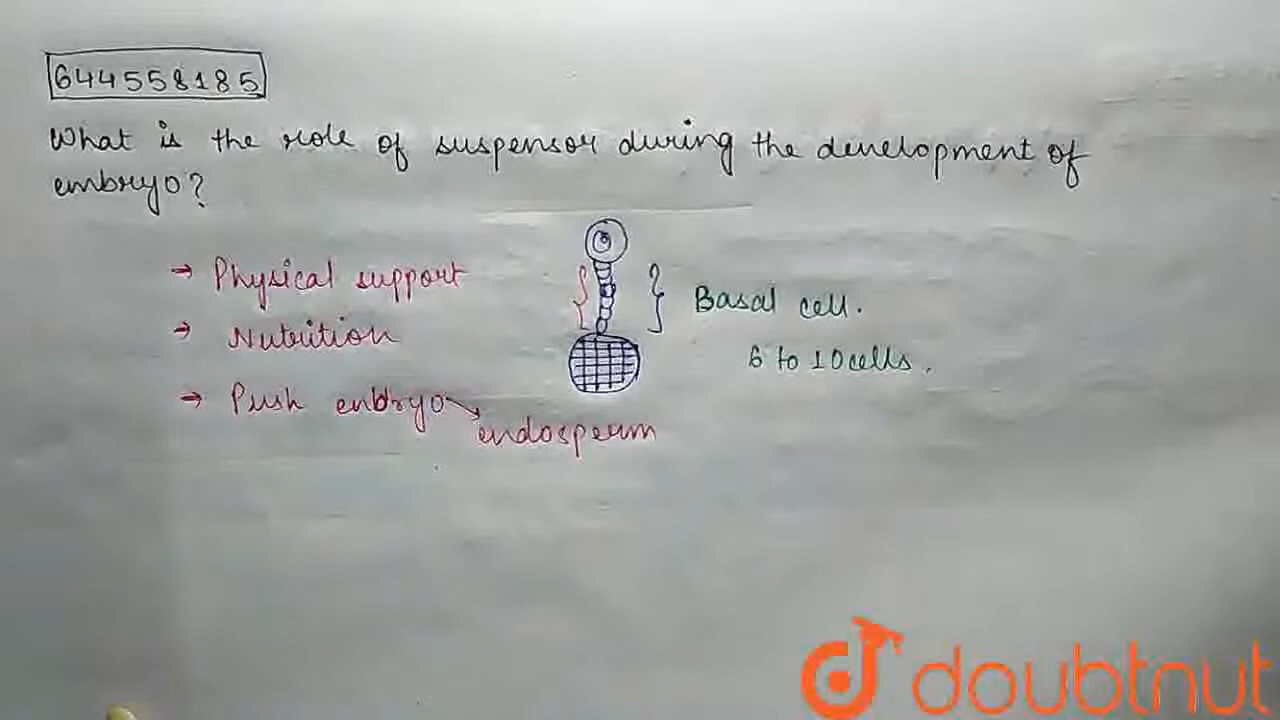 644558185
What is the role of suspensor during the development of
embryo?
→ Physical support
→ Nutrition
→ Push embryo
endosperm
Basal cell.
6 to 10 cells.
doubtnut